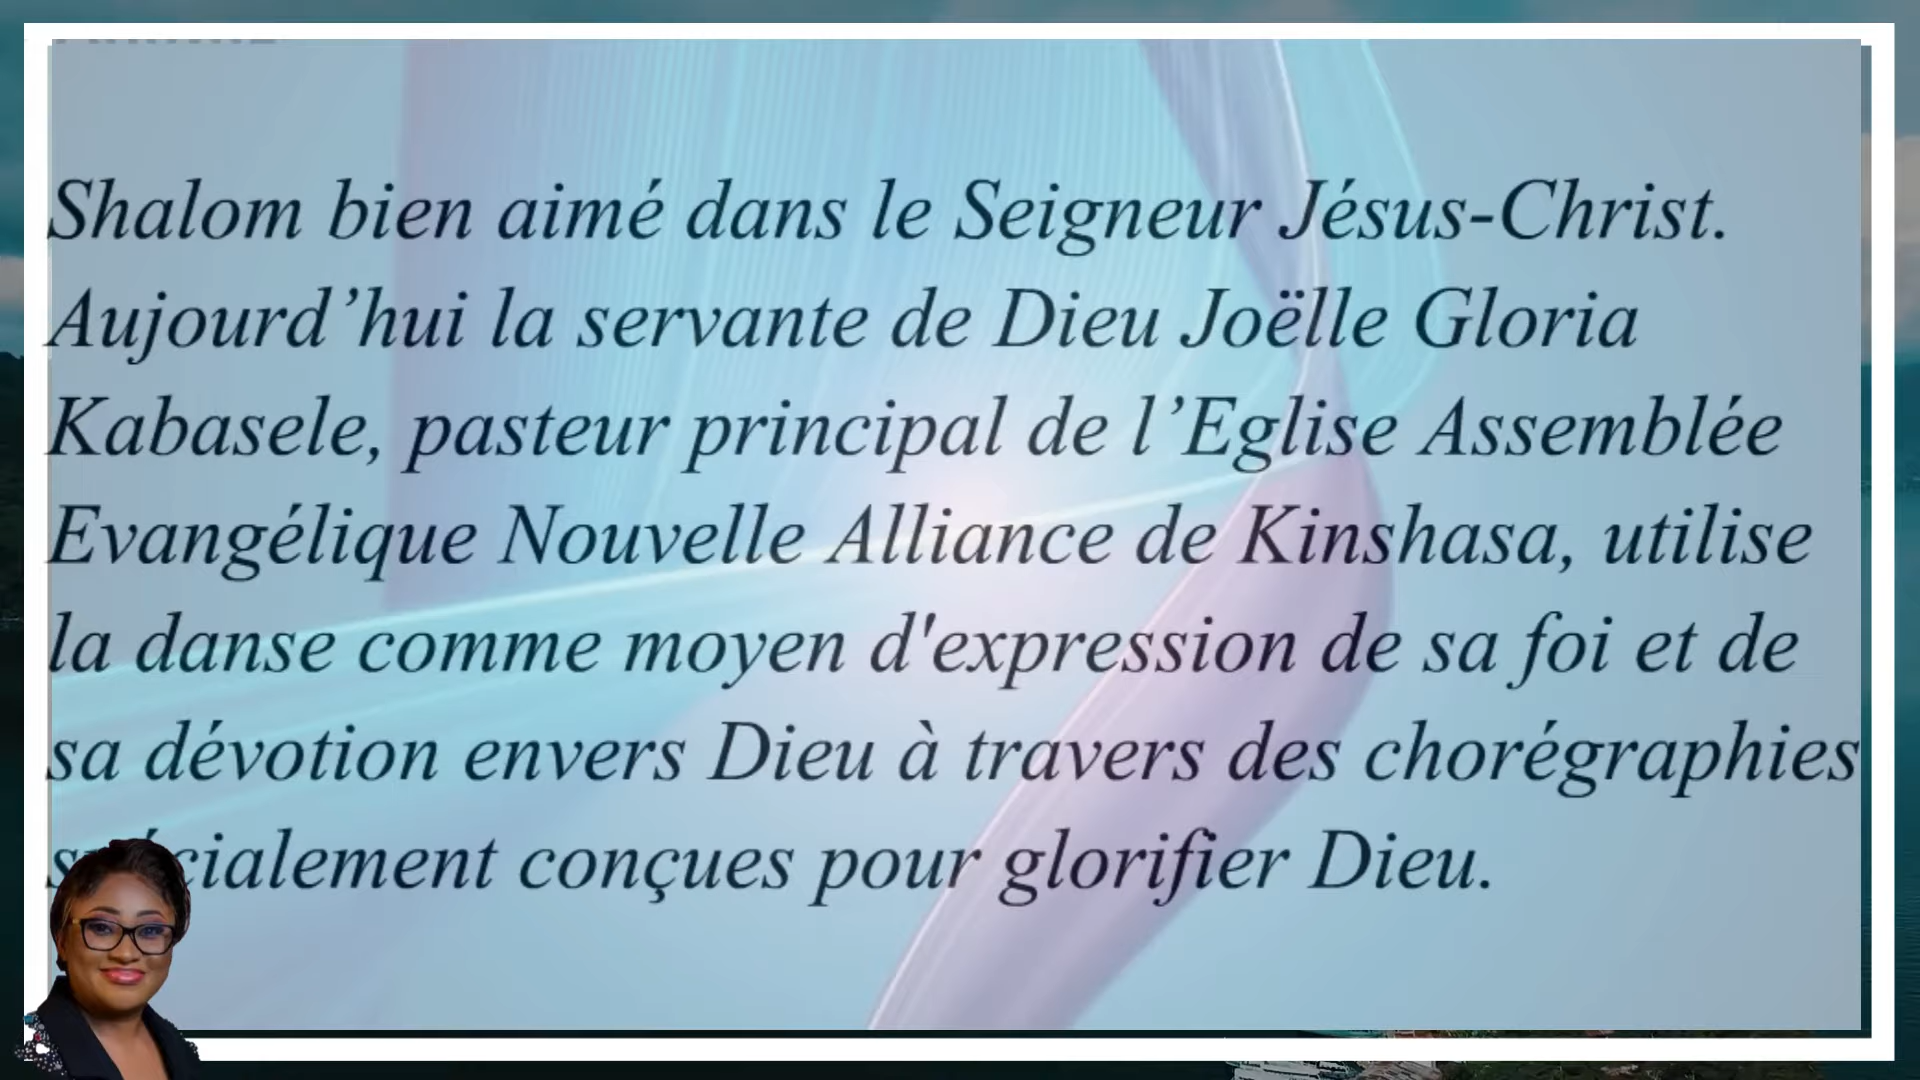 Shalom bien aimé dans le Seigneur Jésus-Christ.
Aujourd’hui la servante de Dieu Joëlle Gloria
Kabasele, pasteur principal de l’Eglise Assemblée
Evangélique Nouvelle Alliance de Kinshasa, utilise
la danse comme moyen d'expression de sa foi et de
sa dévotion envers Dieu à travers des chorégraphies
spécialement conçues pour glorifier Dieu.